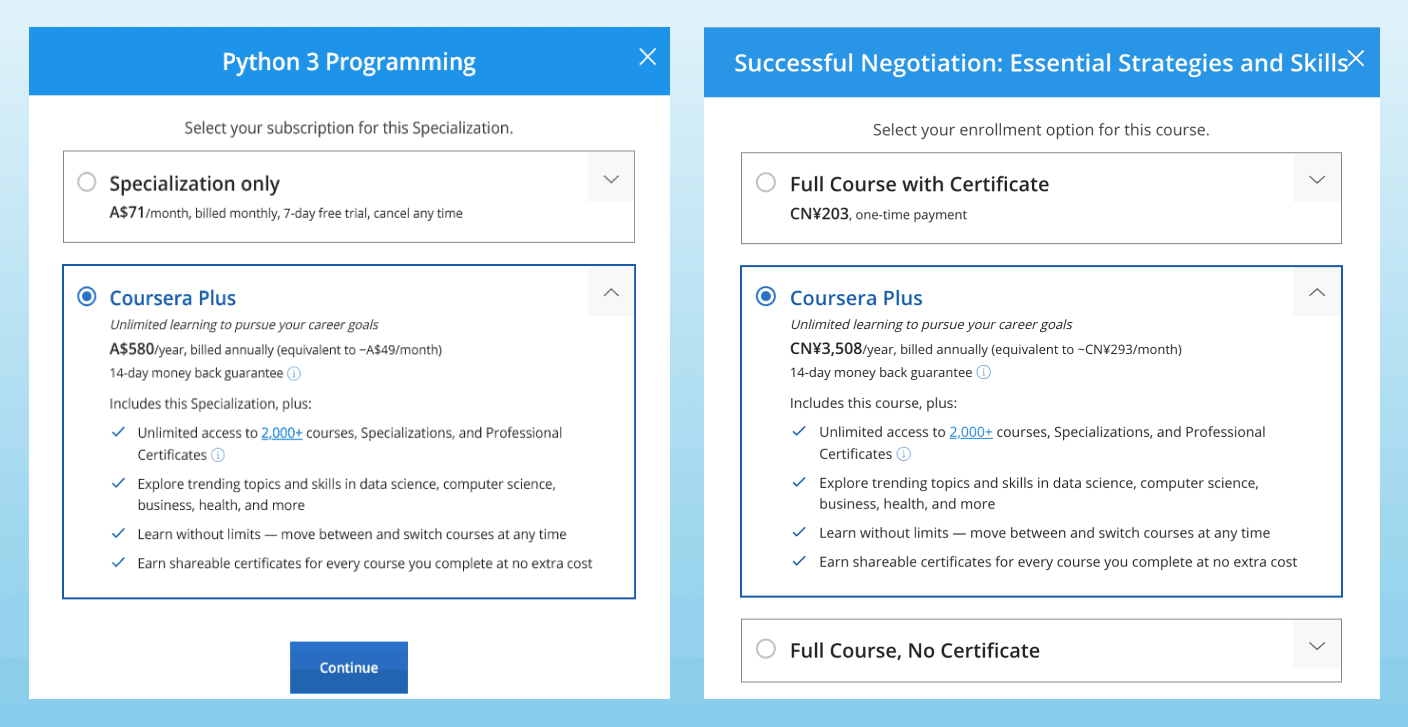 Python 3 Programming
Select your subscription for this Specialization.
Specialization only
A$71/month, billed monthly, 7-day free trial, cancel any time
Coursera Plus
Unlimited learning to pursue your career goals
A$580/year, billed annually (equivalent to ~A$49/month)
14-day money back guarantee
Includes this Specialization, plus:
Unlimited access to 2,000+ courses, Specializations, and Professional
Certificates
Explore trending topics and skills in data science, computer science,
business, health, and more
Learn without limits — move between and switch courses at any time
Earn shareable certificates for every course you complete at no extra cost
Continue
Successful Negotiation: Essential Strategies and Skills
Select your enrollment option for this course.
Full Course with Certificate
CN¥203, one-time payment
Coursera Plus
Unlimited learning to pursue your career goals
CN¥3,508/year, billed annually (equivalent to ~CN¥293/month)
14-day money back guarantee
Includes this course, plus:
Unlimited access to 2,000+ courses, Specializations, and Professional
Certificates
Explore trending topics and skills in data science, computer science,
business, health, and more
Learn without limits — move between and switch courses at any time
Earn shareable certificates for every course you complete at no extra cost
Full Course, No Certificate